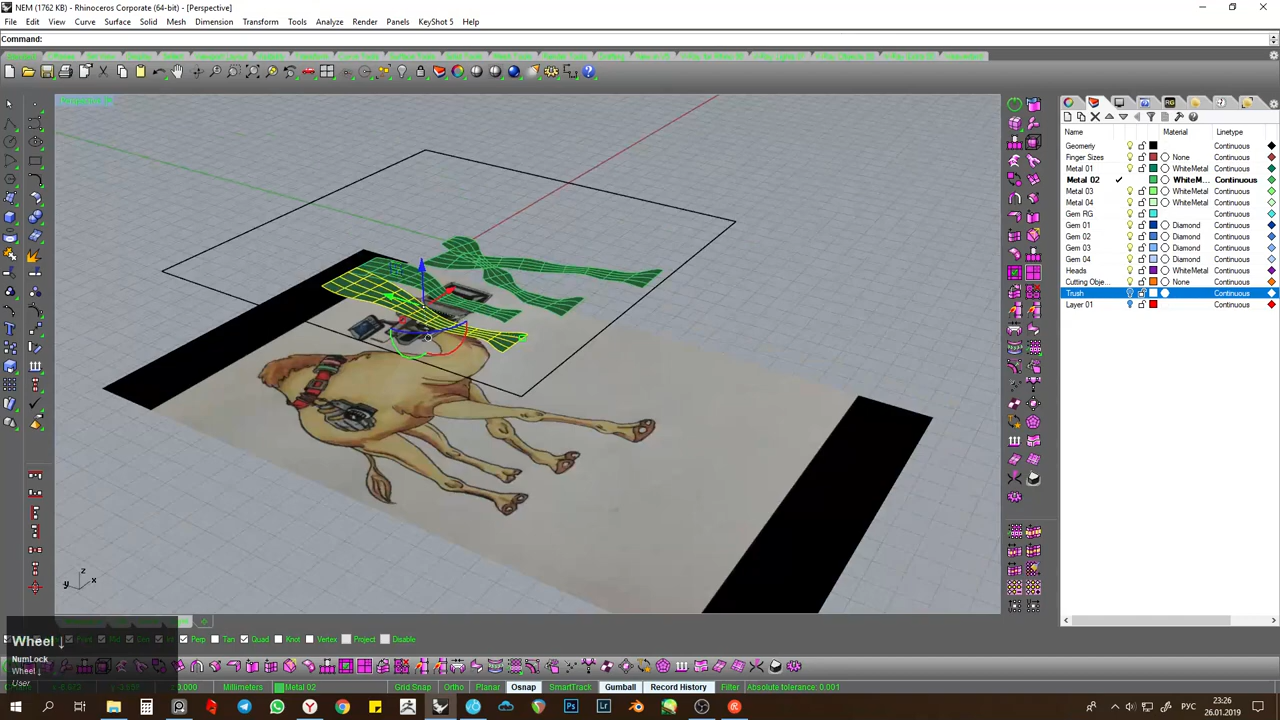 NEM (1762 KB) - Rhinoceros Corporate (64-bit) - [Perspective]
File Edit View Curve Surface Solid Mesh Dimension Transform Tools Analyze Render Panels KeyShot 5 Help
Command:
Name Material Linetype
Geomeriy Continuous
Finger Sizes None Continuous
Metal 01 WhiteMetal Continuous
Metal 02 WhiteM... Continuous
Metal 03 WhiteMetal Continuous
Metal 04 WhiteMetal Continuous
Gem RG Continuous
Gem 01 Diamond Continuous
Gem 02 Diamond Continuous
Gem 03 Diamond Continuous
Gem 04 Diamond Continuous
Heads WhiteMetal Continuous
Cutting Obje... None Continuous
Trush Continuous
Layer 01 Continuous
z
y x
Perp Tan Quad Knot Vertex Project Disable
Wheel ↓
NumLock
Wheel ↓
User
Millimeters Metal 02 Grid Snap Ortho Planar Osnap SmartTrack Gumball Record History Filter Absolute tolerance: 0.001
РУС 23:26
26.01.2019